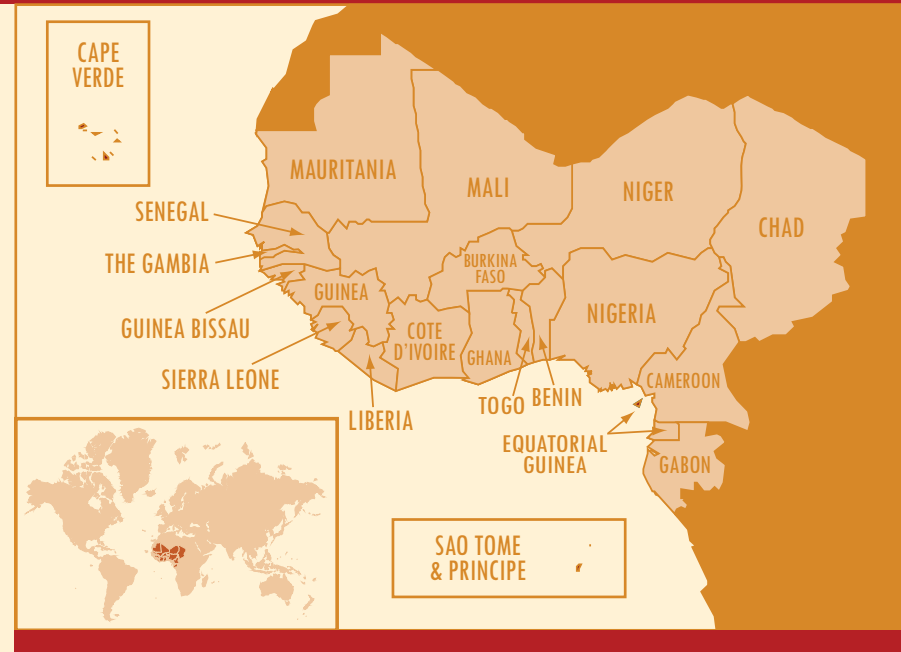 CAPE
VERDE
MAURITANIA
MALI
NIGER
CHAD
SENEGAL
THE GAMBIA
BURKINA
FASO
GUINEA
GUINEA BISSAU
NIGERIA
COTE
D'IVOIRE
GHANA
SIERRA LEONE
CAMEROON
TOGO
BENIN
LIBERIA
EQUATORIAL
GUINEA
GABON
SAO TOME
& PRINCIPE